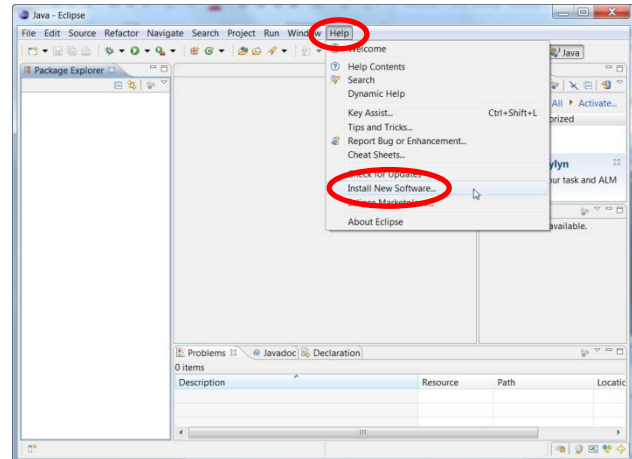 Java - Eclipse
File Edit Source Refactor Navigate Search Project Run Window Help
Java
Package Explorer
Welcome
Help Contents
Search
Dynamic Help
Key Assist... Ctrl+Shift+L
Tips and Tricks...
Report Bug or Enhancement...
Cheat Sheets...
Check for Updates
Install New Software...
Eclipse Marketplace...
About Eclipse
All Activate...
ylyn
our task and ALM
available.
Problems Javadoc Declaration
0 items
Description Resource Path Locatio